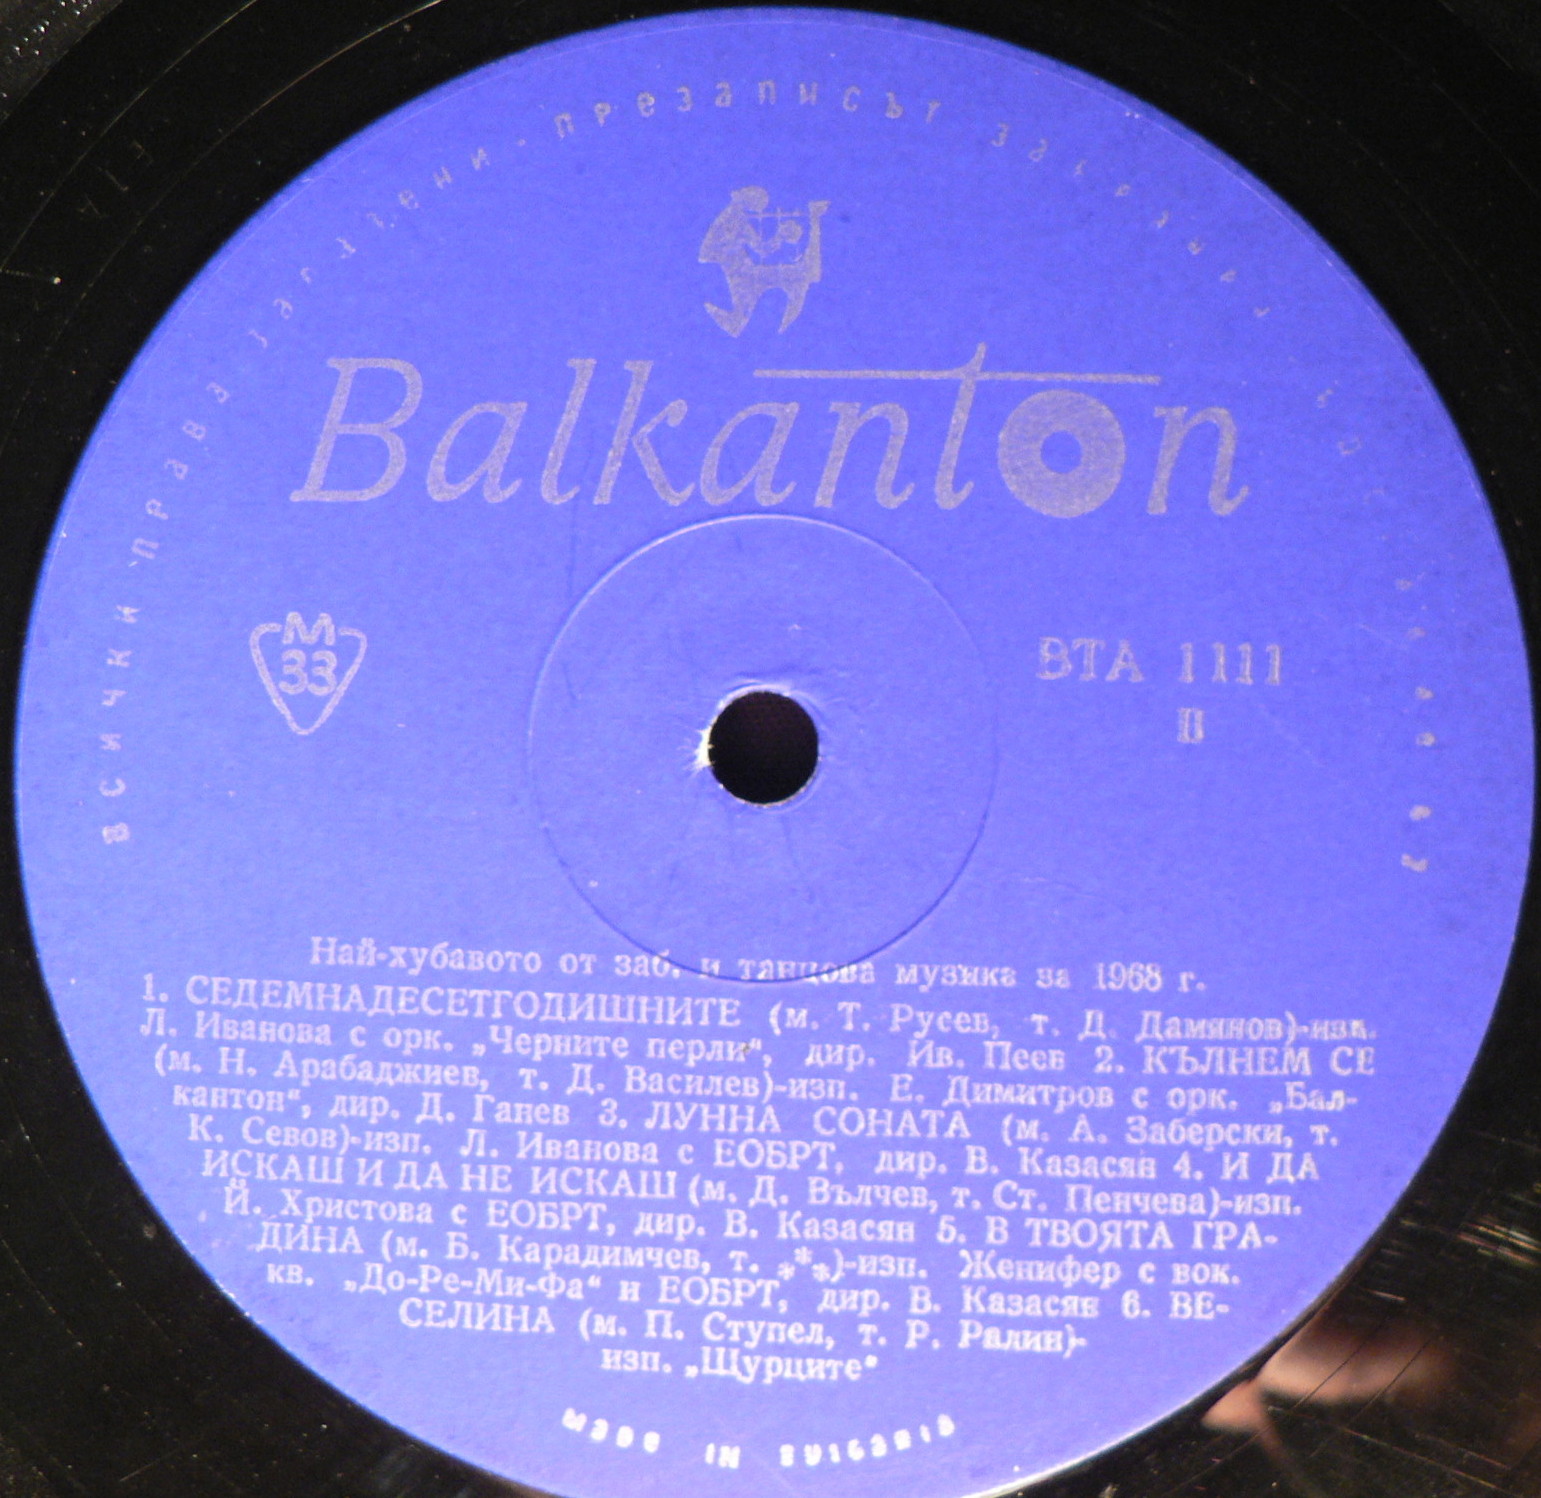 всички права запазени - презаписът забранен
Balkanton
М
33
ВТА 1111
II
Най-хубавото от заб. и танцова музика за 1968 г.
1. СЕДЕМНАДЕСЕТГОДИШНИТЕ (м. Т. Русев, т. Д. Дамянов)-изп.
Л. Иванова с орк. „Черните перли“, дир. Ив. Пеев 2. КЪЛНЕМ СЕ
(м. Н. Арабаджиев, т. Д. Василев)-изп. Е. Димитров с орк. „Бал-
кантон“, дир. Д. Ганев 3. ЛУННА СОНАТА (м. А. Заберски, т.
К. Севов)-изп. Л. Иванова с ЕОБРТ, дир. В. Казасян 4. И ДА
ИСКАШ И ДА НЕ ИСКАШ (м. Д. Вълчев, т. Ст. Пенчева)-изп.
Й. Христова с ЕОБРТ, дир. В. Казасян 5. В ТВОЯТА ГРА-
ДИНА (м. Б. Карадимчев, т. ***)-изп. Женифер с вок.
кв. „До-Ре-Ми-Фа“ и ЕОБРТ, дир. В. Казасян 6. ВЕ-
СЕЛИНА (м. П. Ступел, т. Р. Ралин)-
изп. „Щурците“
made in bulgaria